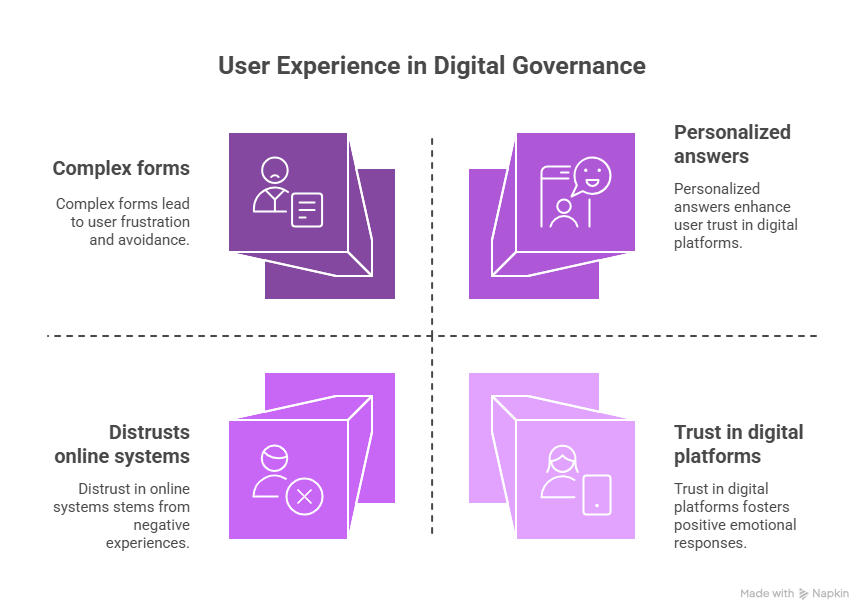 User Experience in Digital Governance
Complex forms
Complex forms lead
to user frustration
and avoidance.
Personalized
answers
Personalized
answers enhance
user trust in digital
platforms.
Distrusts
online systems
Distrust in online
systems stems from
negative
experiences.
Trust in digital
platforms
Trust in digital
platforms fosters
positive emotional
responses.
Made with Napkin